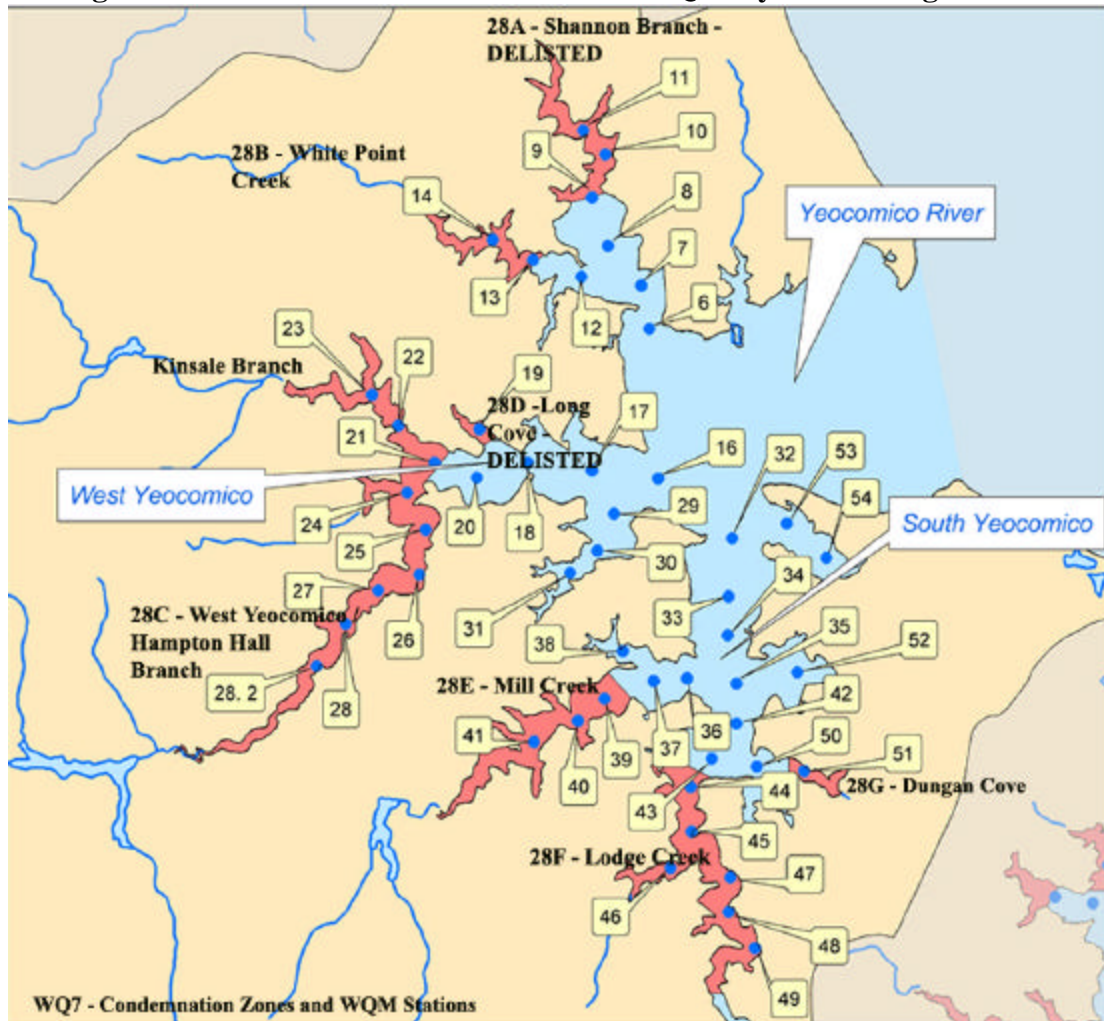 28A - Shannon Branch -
DELISTED
11
10
9
28B - White Point
Creek
14
8
Yeocomico River
7
13
12
6
23
22
Kinsale Branch
19
28D -Long
Cove -
DELISTED
17
21
16
32
53
West Yeocomico
54
24
20
18
29
South Yeocomico
25
30
34
27
31
33
28C - West Yeocomico
Hampton Hall
Branch
26
38
35
52
28. 2
28
28E - Mill Creek
42
41
40
39
37
36
50
51
43
44
28G - Dungan Cove
45
28F - Lodge Creek
47
46
48
49
WQ7 - Condemnation Zones and WQM Stations